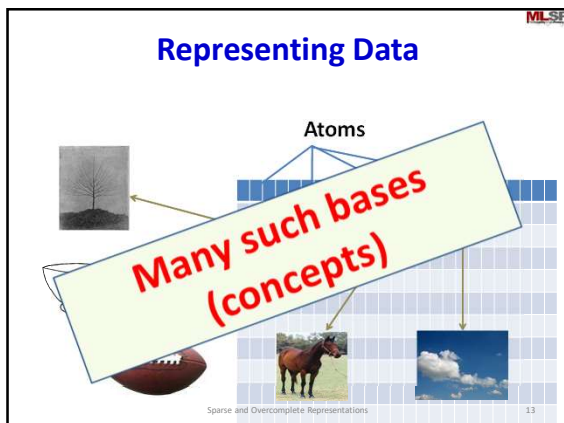 MLSP
Representing Data
Atoms
Many such bases
(concepts)
Sparse and Overcomplete Representations
13